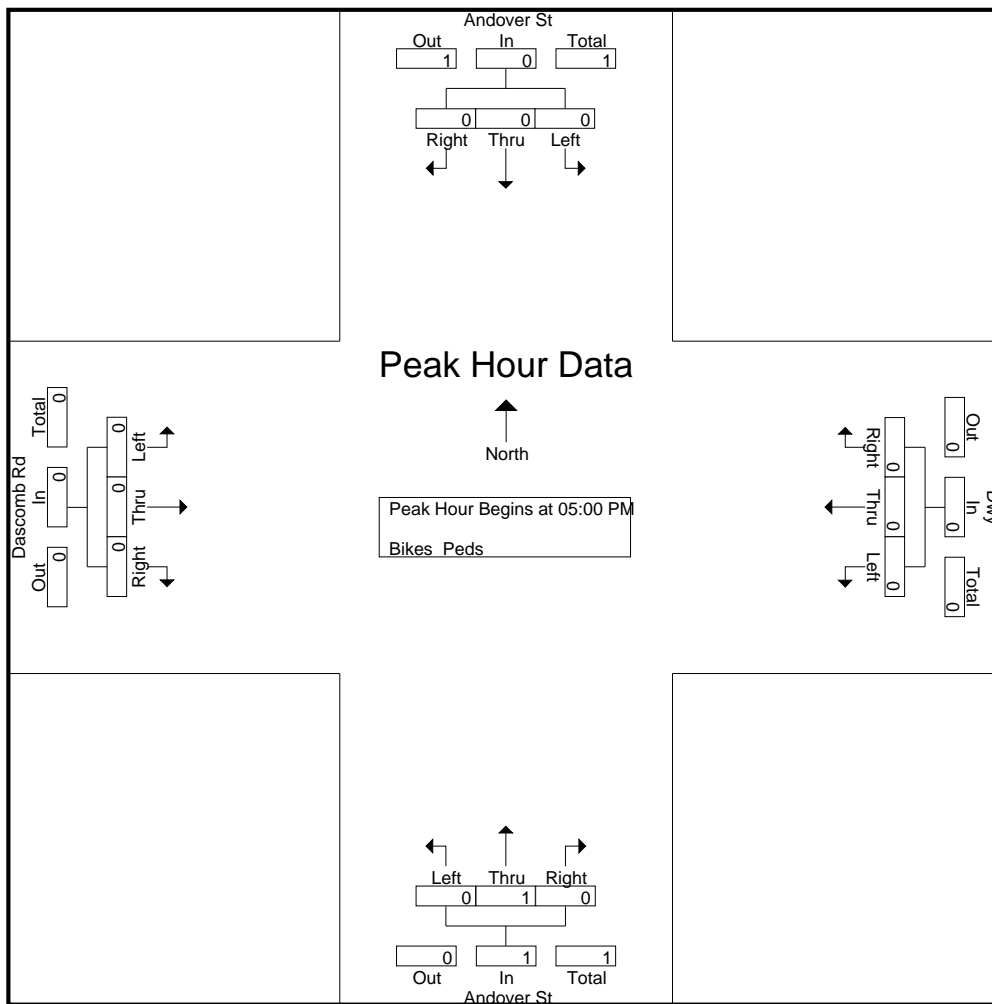 Andover St
Out In Total
1 0 1
0 0 0
Right Thru Left
Peak Hour Data
North
Peak Hour Begins at 05:00 PM
Bikes Peds
Dascomb Rd
Out In Total
0 0 0
0 0 0
Right Thru Left
Dwy
Out In Total
0 0 0
0 0 0
Right Thru Left
Left Thru Right
0 1 0
0 1 1
Out In Total
Andover St